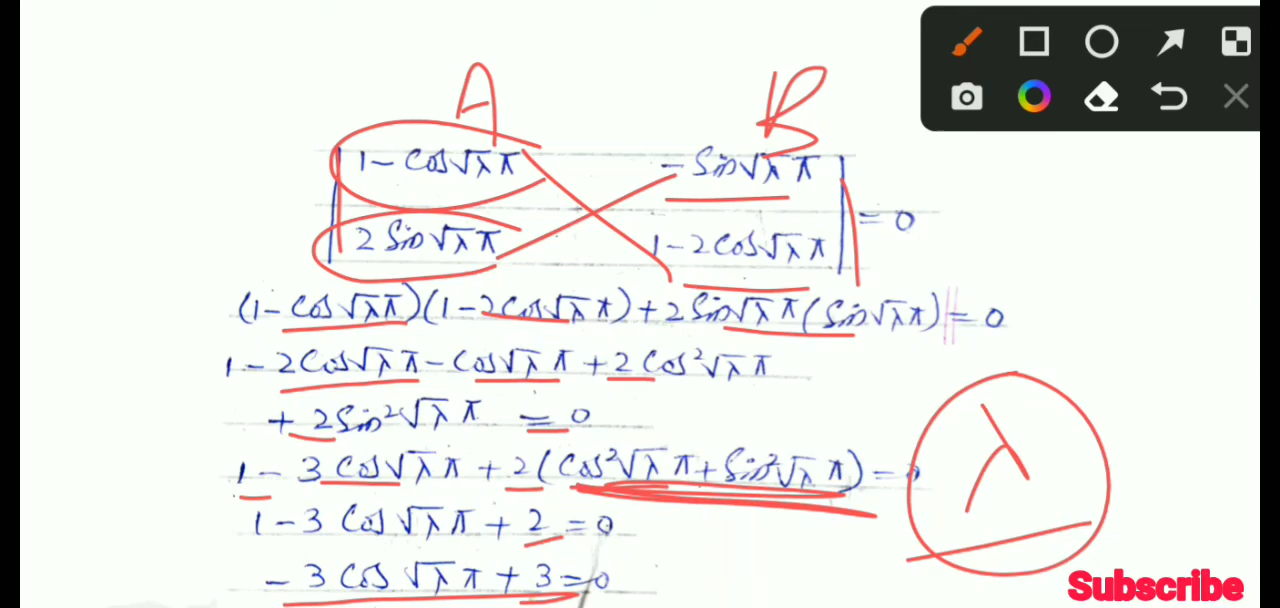 A B
| 1 - Cos√λ π   - Sin√λ π |
| 2 Sin√λ π   1 - 2Cos√λ π | = 0
(1 - Cos√λ π)(1 - 2Cos√λ π) + 2 Sin√λ π (Sin√λ π) = 0
1 - 2Cos√λ π - Cos√λ π + 2 Cos²√λ π
+ 2 Sin²√λ π = 0
1 - 3 Cos√λ π + 2 (Cos²√λ π + Sin²√λ π) = 0
λ
1 - 3 Cos√λ π + 2 = 0
- 3 Cos √λ π + 3 = 0
Subscribe